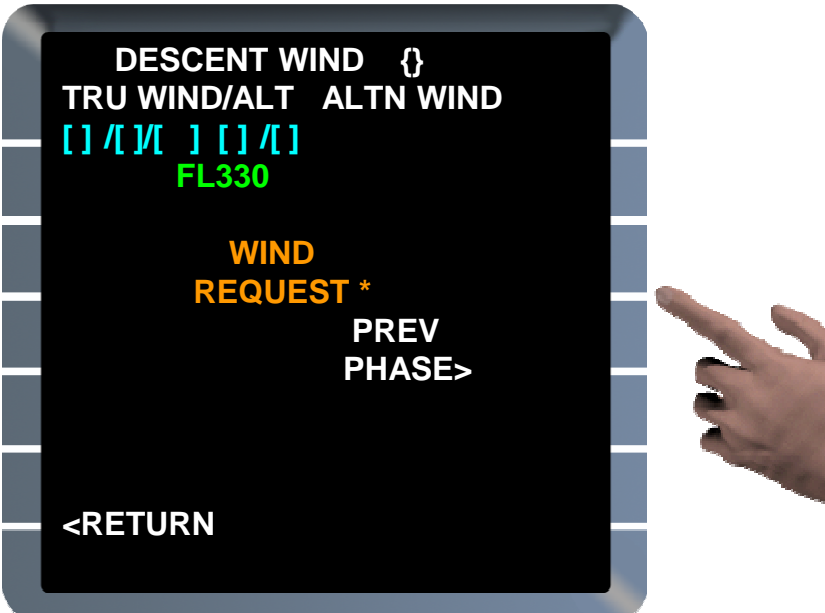 DESCENT WIND {}
TRU WIND/ALT ALTN WIND
[ ] /[ ]/[ ] [ ] /[ ]
FL330
WIND
REQUEST *
PREV
PHASE>
<RETURN